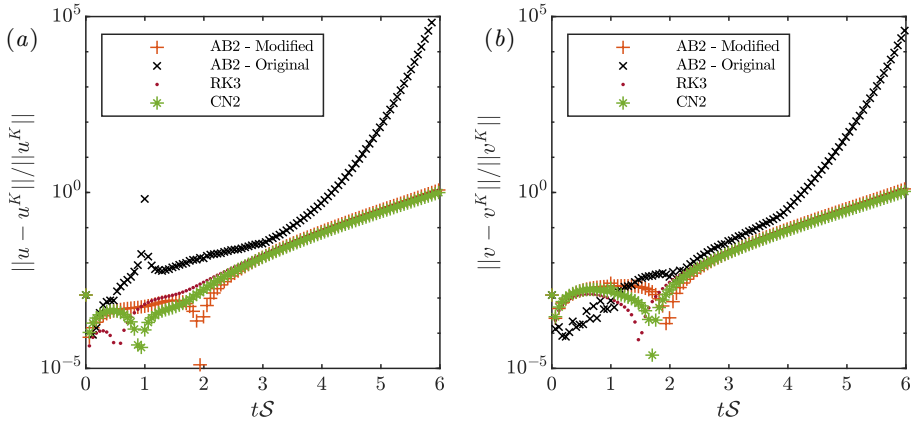 (a)
||u − u^K||/||u^K||
10^5
10^0
10^-5
AB2 - Modified
AB2 - Original
RK3
CN2
0 1 2 3 4 5 6
tS
(b)
||v − v^K||/||v^K||
10^5
10^0
10^-5
AB2 - Modified
AB2 - Original
RK3
CN2
0 1 2 3 4 5 6
tS